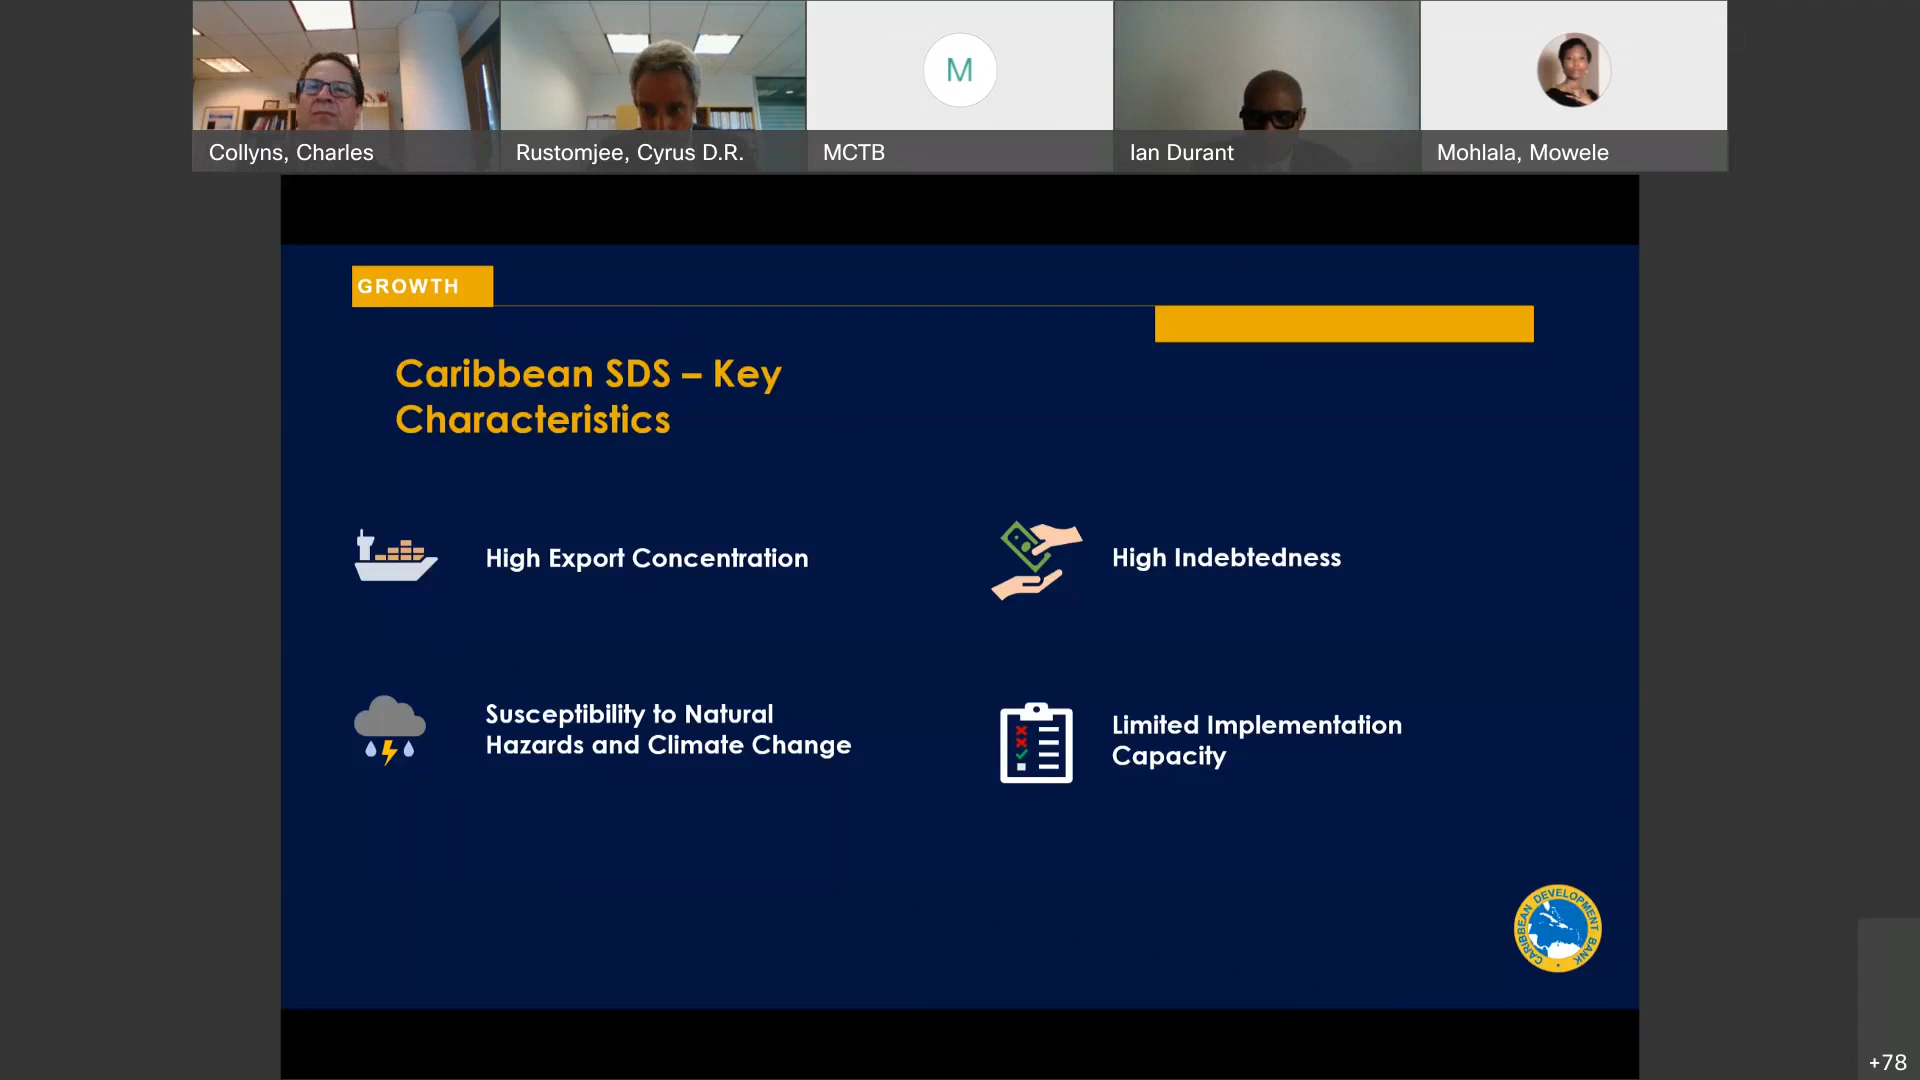 Collyns, Charles
Rustomjee, Cyrus D.R.
M
MCTB
Ian Durant
Mohlala, Mowele
GROWTH
Caribbean SDS – Key
Characteristics
High Export Concentration
High Indebtedness
Susceptibility to Natural
Hazards and Climate Change
Limited Implementation
Capacity
CARIBBEAN DEVELOPMENT BANK
+78